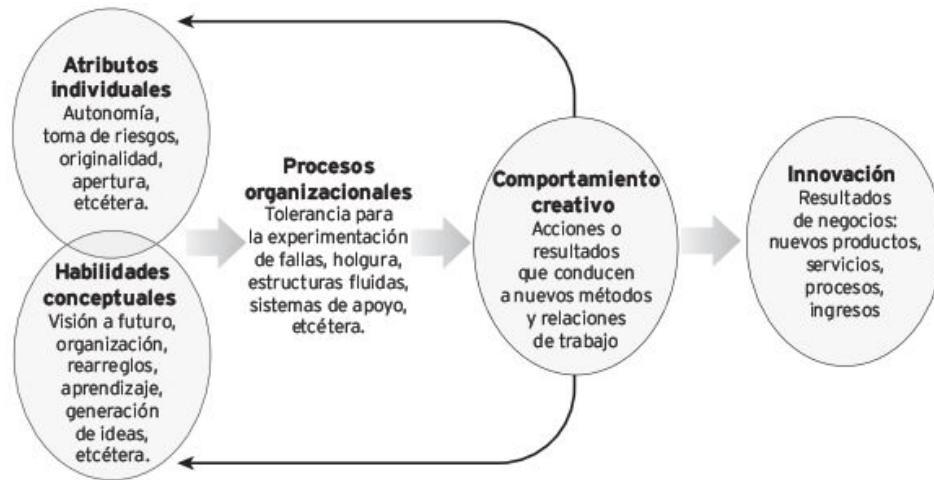 Atributos
individuales
Autonomía,
toma de riesgos,
originalidad,
apertura,
etcétera.
Habilidades
conceptuales
Visión a futuro,
organización,
rearreglos,
aprendizaje,
generación
de ideas,
etcétera.
Procesos
organizacionales
Tolerancia para
la experimentación
de fallas, holgura,
estructuras fluidas,
sistemas de apoyo,
etcétera.
Comportamiento
creativo
Acciones o
resultados
que conducen
a nuevos métodos
y relaciones
de trabajo
Innovación
Resultados
de negocios:
nuevos productos,
servicios,
procesos,
ingresos